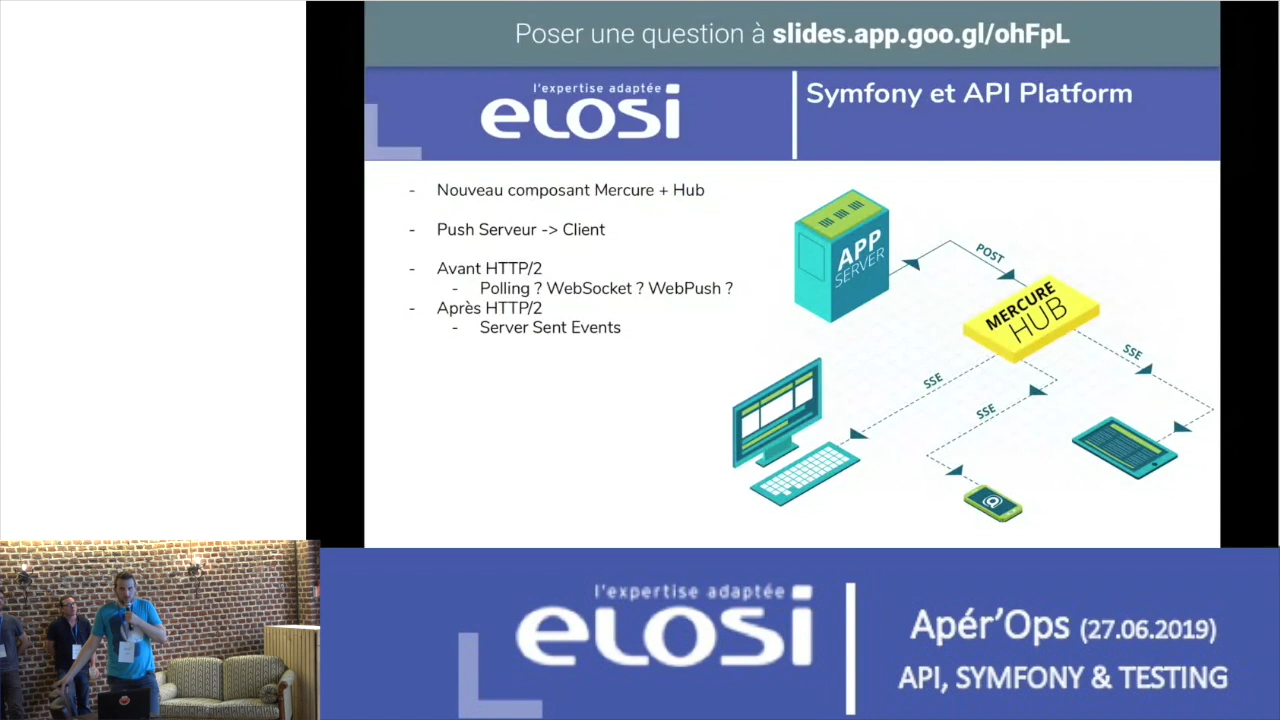 Poser une question à slides.app.goo.gl/ohFpL
l'expertise adaptée
eLOSi
Symfony et API Platform
- Nouveau composant Mercure + Hub
- Push Serveur -> Client
- Avant HTTP/2
- Polling ? WebSocket ? WebPush ?
- Après HTTP/2
- Server Sent Events
APP
SERVER
POST
MERCURE
HUB
SSE
SSE
SSE
l'expertise adaptée
eLOSi
Apér'Ops (27.06.2019)
API, SYMFONY & TESTING